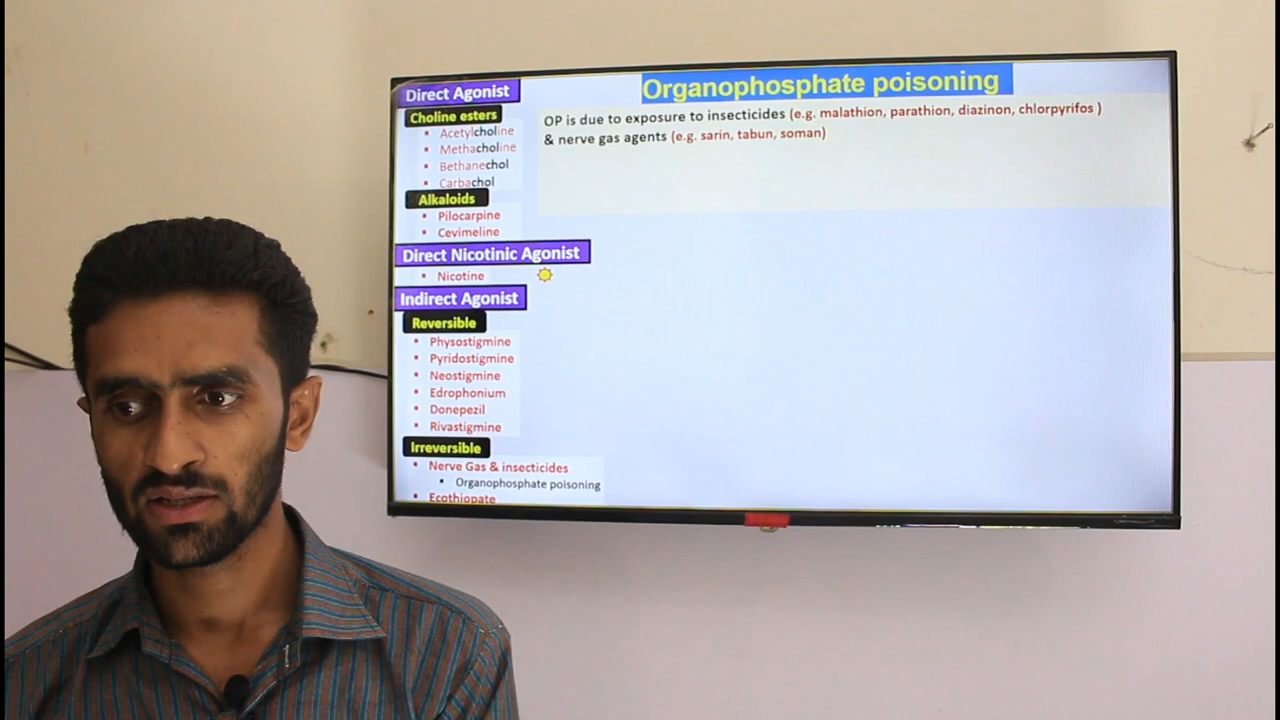 Organophosphate poisoning
OP is due to exposure to insecticides (e.g. malathion, parathion, diazinon, chlorpyrifos )
& nerve gas agents (e.g. sarin, tabun, soman)
Direct Agonist
Choline esters
Acetylcholine
Methacholine
Bethanechol
Carbachol
Alkaloids
Pilocarpine
Cevimeline
Direct Nicotinic Agonist
Nicotine
Indirect Agonist
Reversible
Physostigmine
Pyridostigmine
Neostigmine
Edrophonium
Donepezil
Rivastigmine
Irreversible
Nerve Gas & insecticides
Organophosphate poisoning
Ecothiopate